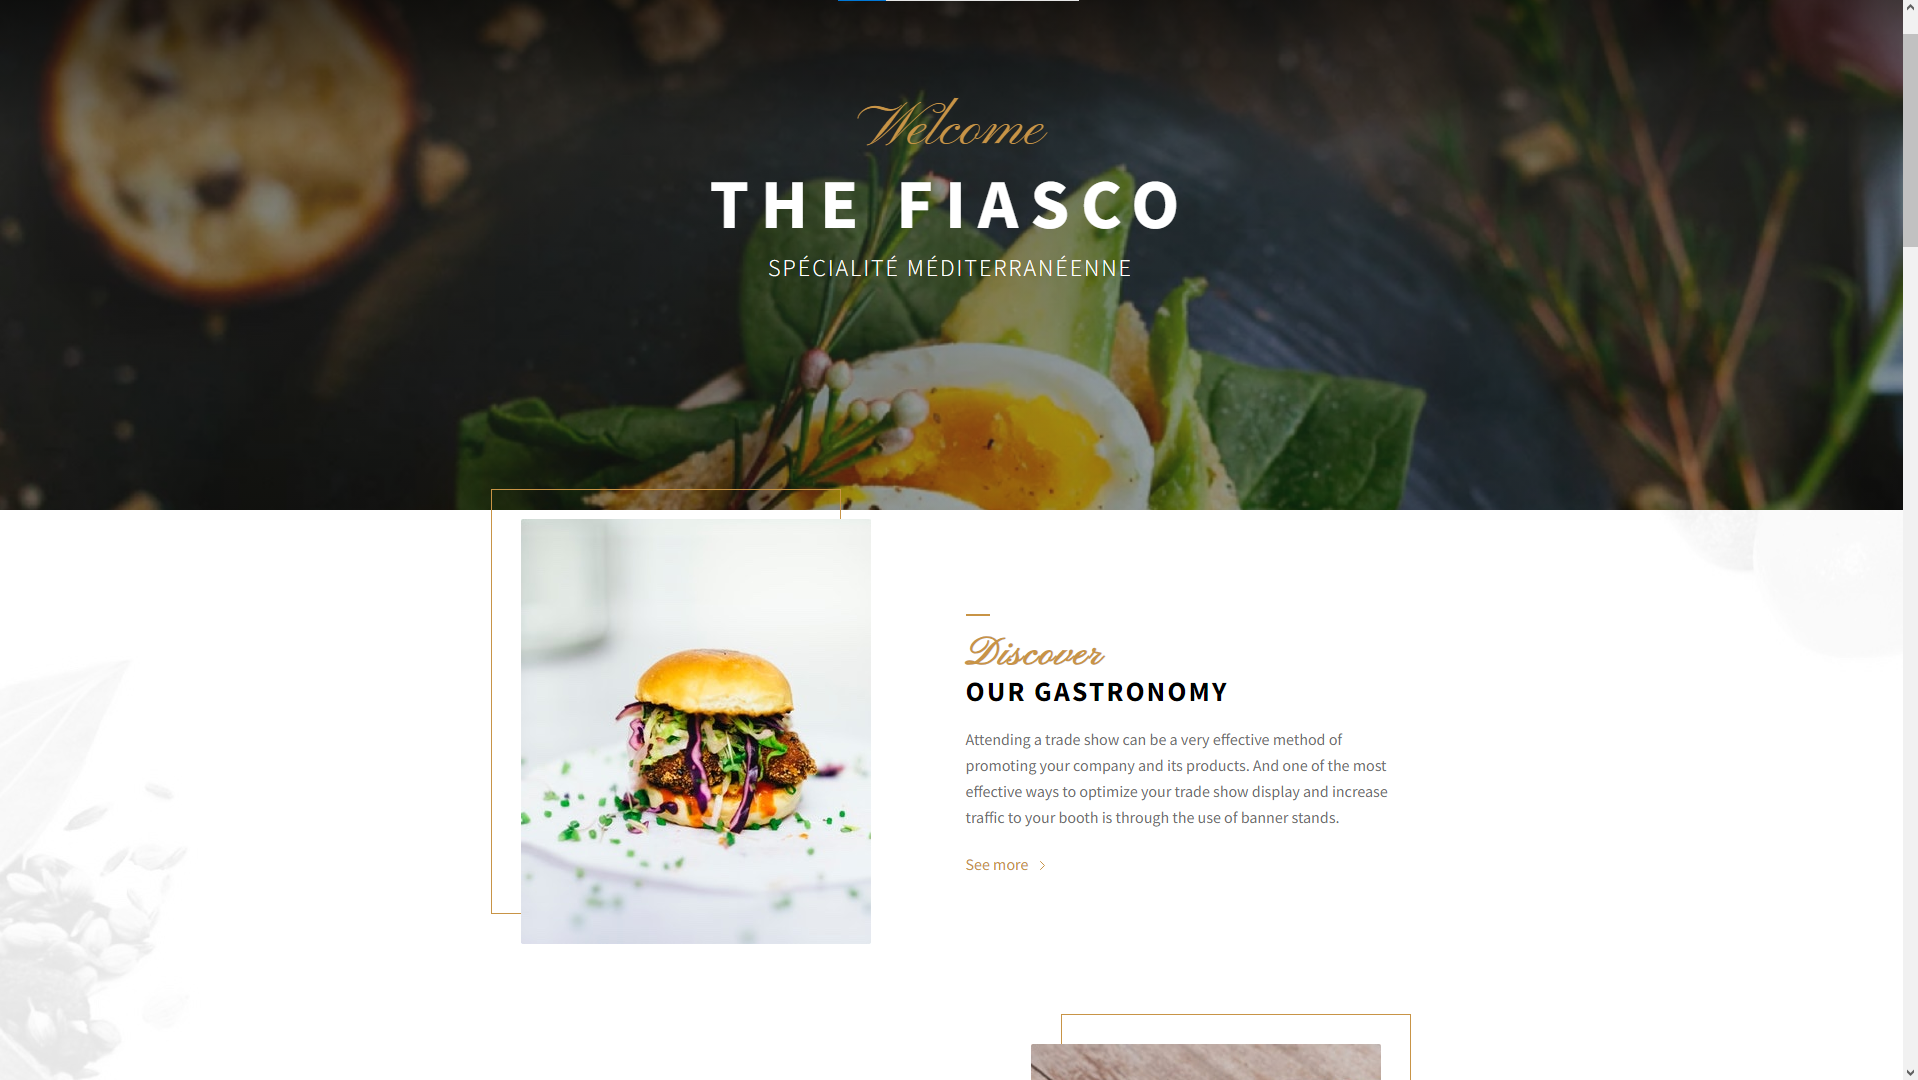 Welcome
THE FIASCO
SPÉCIALITÉ MÉDITERRANÉENNE
Discover
OUR GASTRONOMY
Attending a trade show can be a very effective method of
promoting your company and its products. And one of the most
effective ways to optimize your trade show display and increase
traffic to your booth is through the use of banner stands.
See more